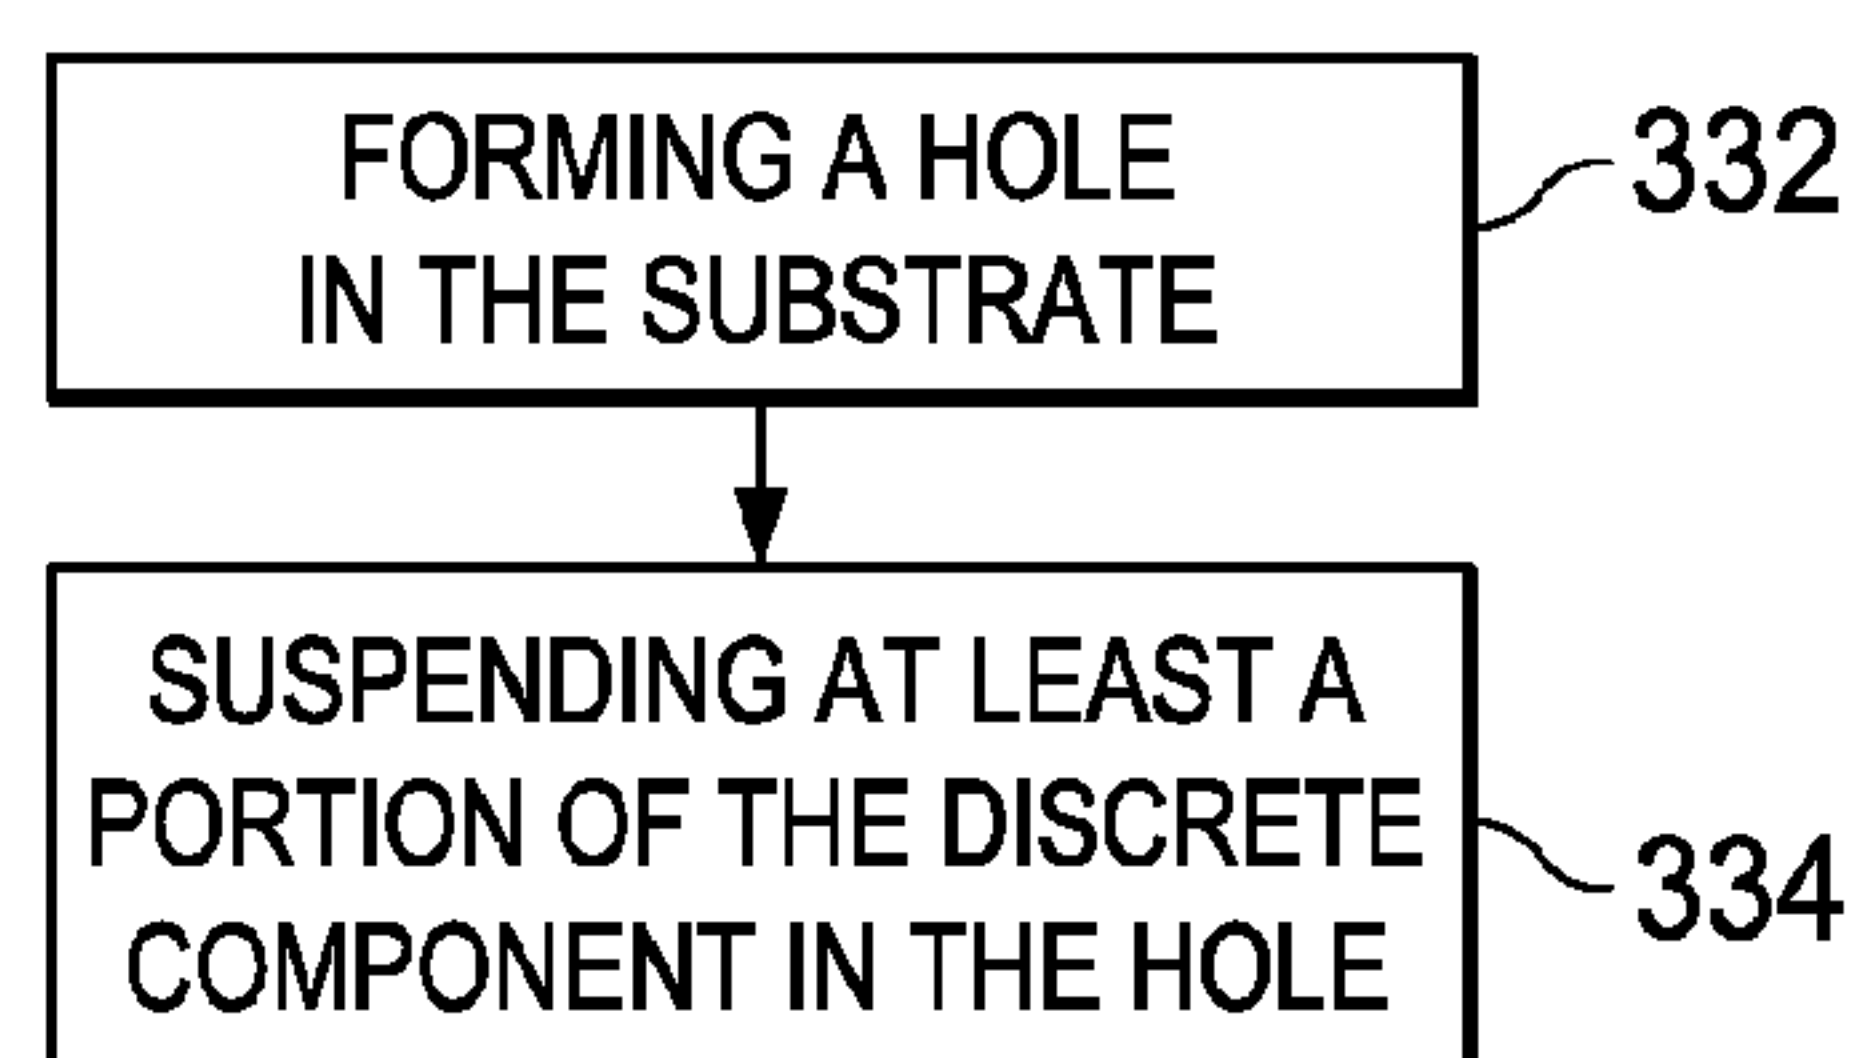 FORMING A HOLE
IN THE SUBSTRATE
332
SUSPENDING AT LEAST A
PORTION OF THE DISCRETE
COMPONENT IN THE HOLE
334